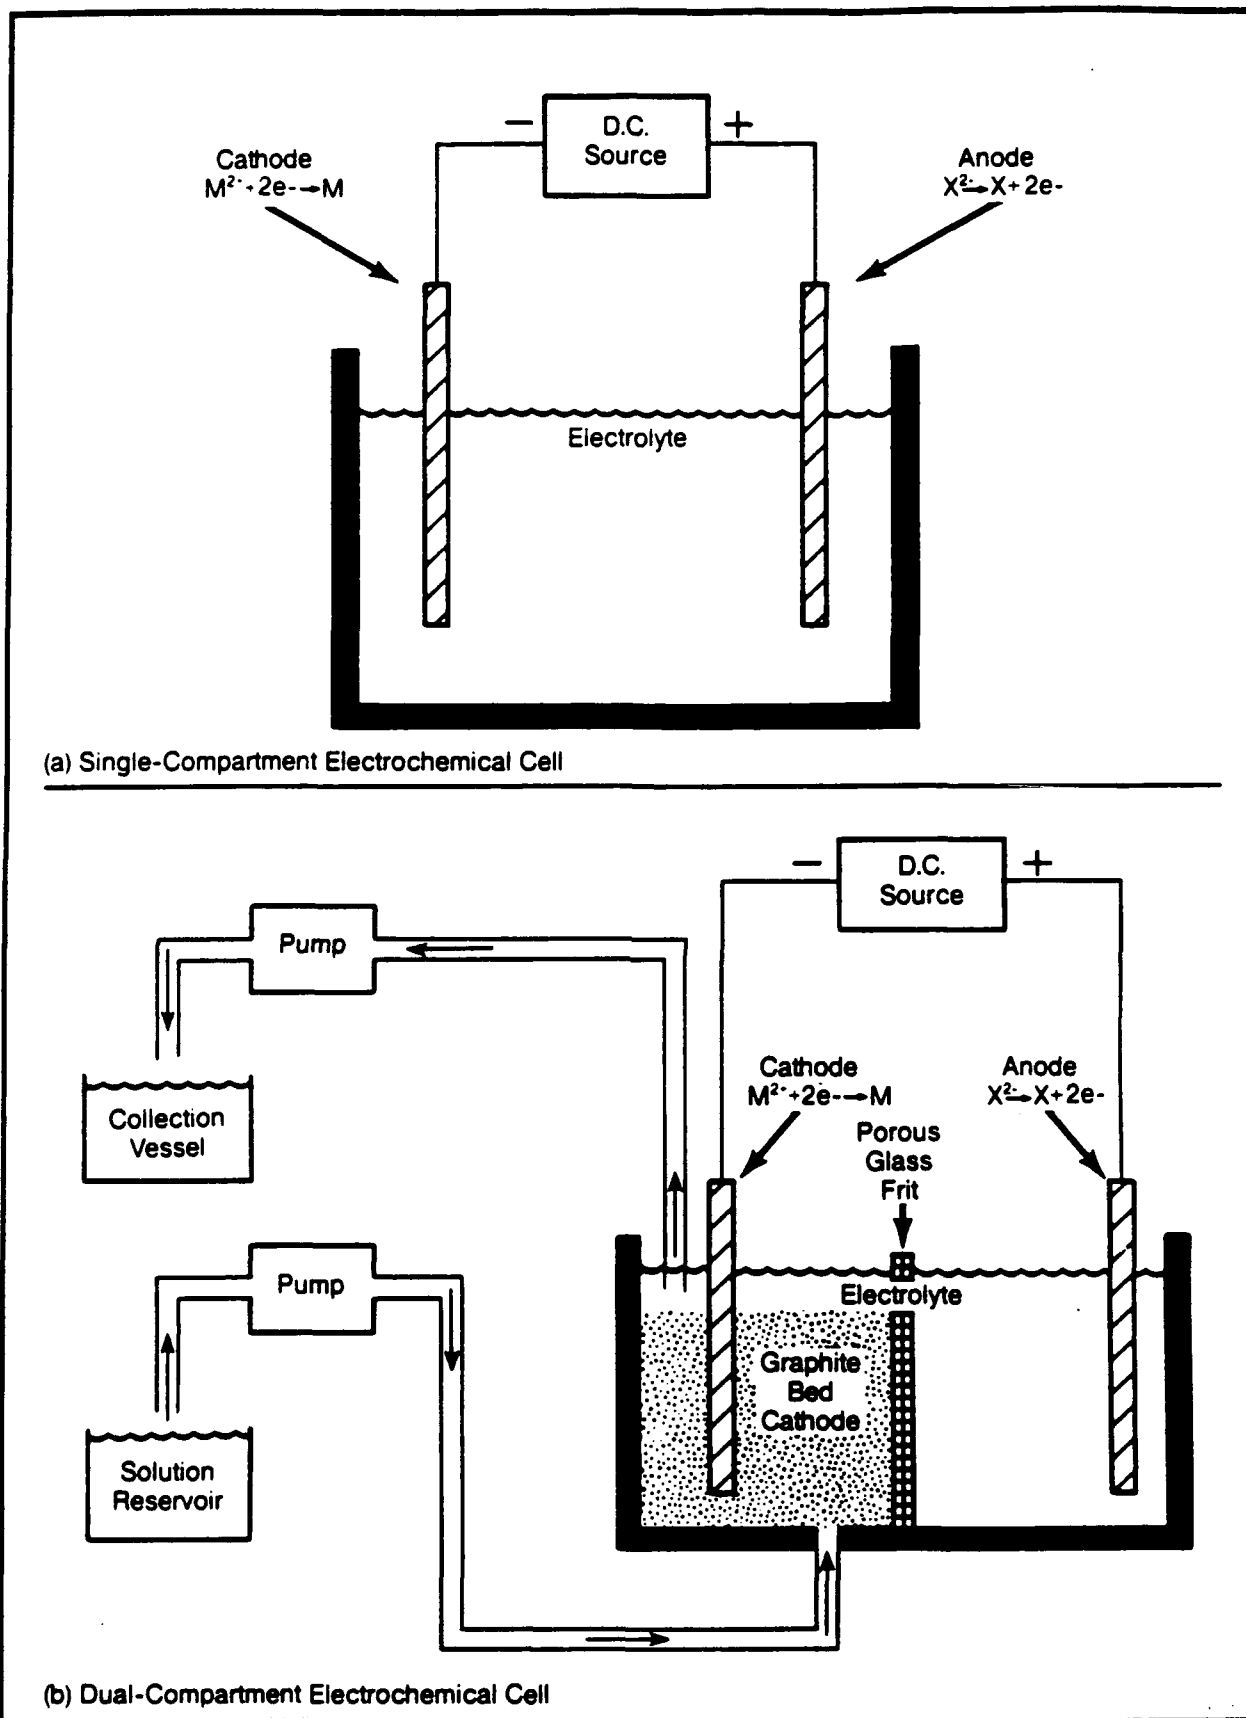 D.C.
Source
−
+
Cathode
M²⁺+2e-→M
Anode
X²⁻→X+2e-
Electrolyte
(a) Single-Compartment Electrochemical Cell
D.C.
Source
−
+
Pump
Collection
Vessel
Cathode
M²⁺+2e-→M
Anode
X²⁻→X+2e-
Porous
Glass
Frit
Pump
Electrolyte
Graphite
Bed
Cathode
Solution
Reservoir
(b) Dual-Compartment Electrochemical Cell